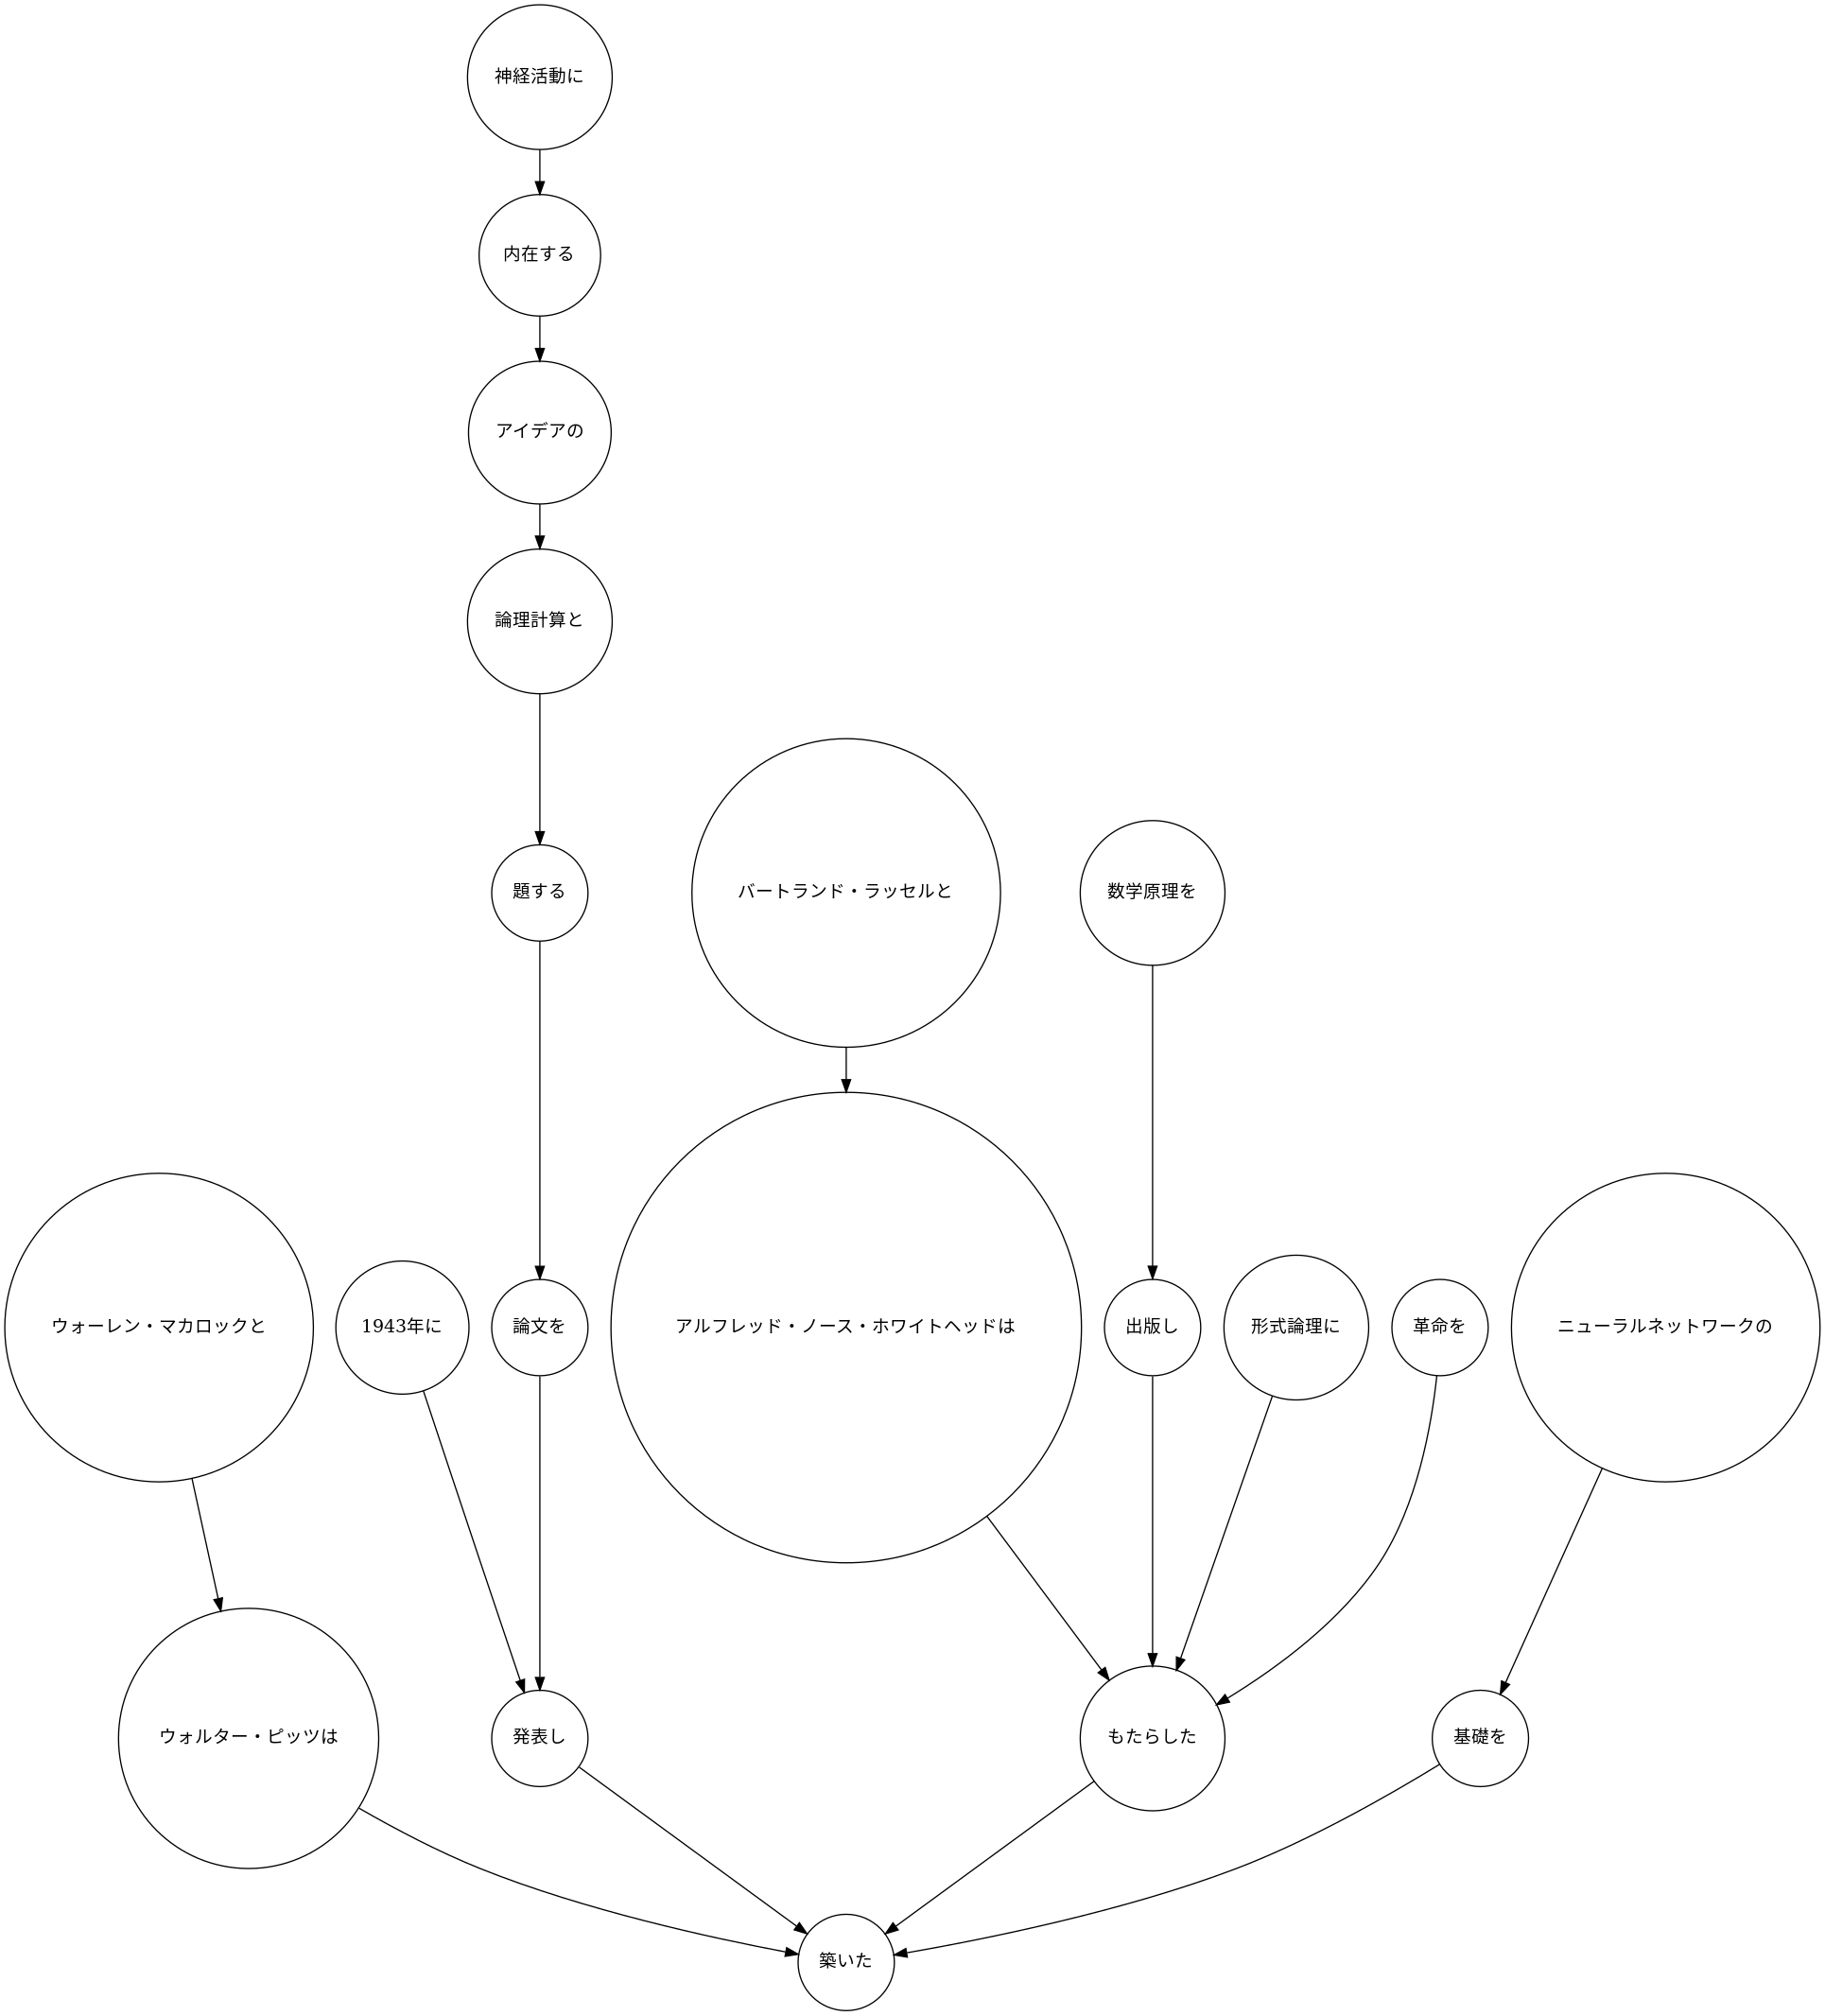 神経活動に
内在する
アイデアの
論理計算と
題する
バートランド・ラッセルと
数学原理を
ウォーレン・マカロックと
1943年に
論文を
アルフレッド・ノース・ホワイトヘッドは
出版し
形式論理に
革命を
ニューラルネットワークの
ウォルター・ピッツは
発表し
もたらした
基礎を
築いた